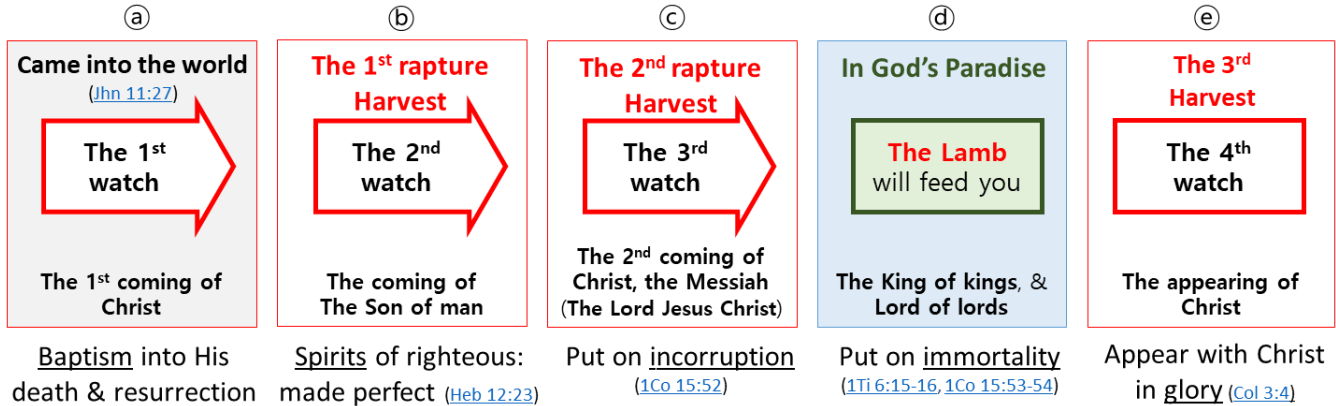 ⓐ
Came into the world
(Jhn 11:27)
The 1st
watch
The 1st coming of
Christ
Baptism into His
death & resurrection
ⓑ
The 1st rapture
Harvest
The 2nd
watch
The coming of
The Son of man
Spirits of righteous:
made perfect (Heb 12:23)
ⓒ
The 2nd rapture
Harvest
The 3rd
watch
The 2nd coming of
Christ, the Messiah
(The Lord Jesus Christ)
Put on incorruption
(1Co 15:52)
ⓓ
In God's Paradise
The Lamb
will feed you
The King of kings, &
Lord of lords
Put on immortality
(1Ti 6:15-16, 1Co 15:53-54)
ⓔ
The 3rd
Harvest
The 4th
watch
The appearing of
Christ
Appear with Christ
in glory (Col 3:4)